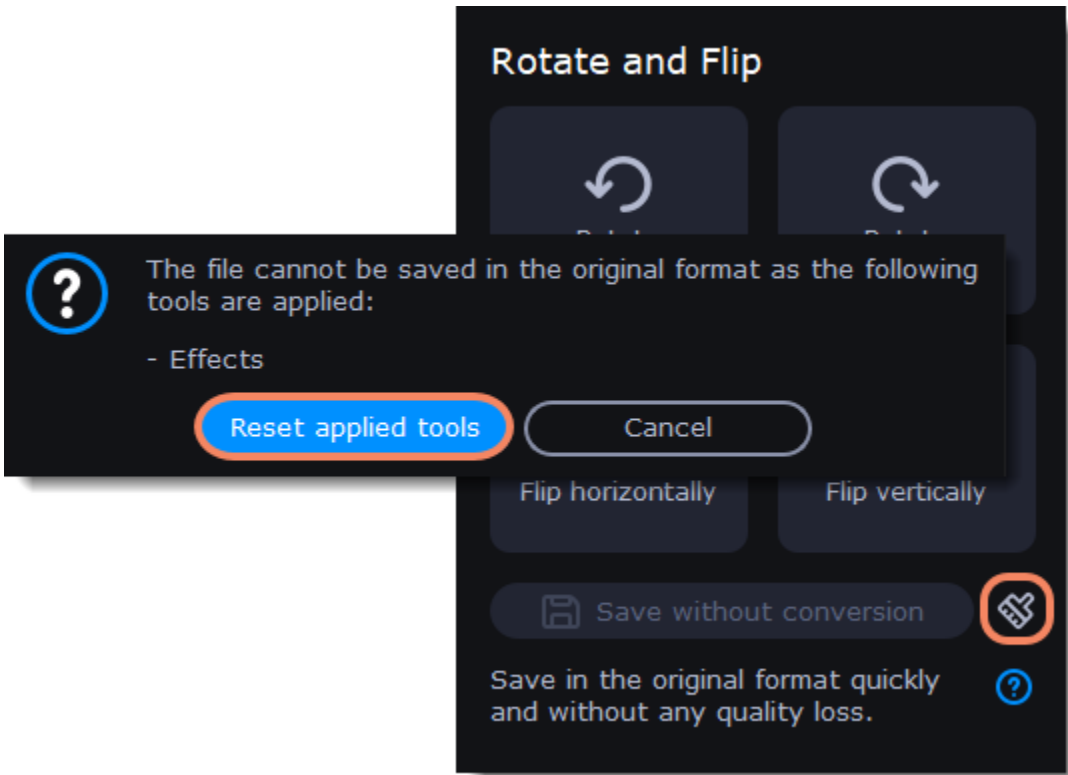 Rotate and Flip
The file cannot be saved in the original format as the following
tools are applied:
- Effects
Reset applied tools
Cancel
Flip horizontally
Flip vertically
Save without conversion
Save in the original format quickly
and without any quality loss.